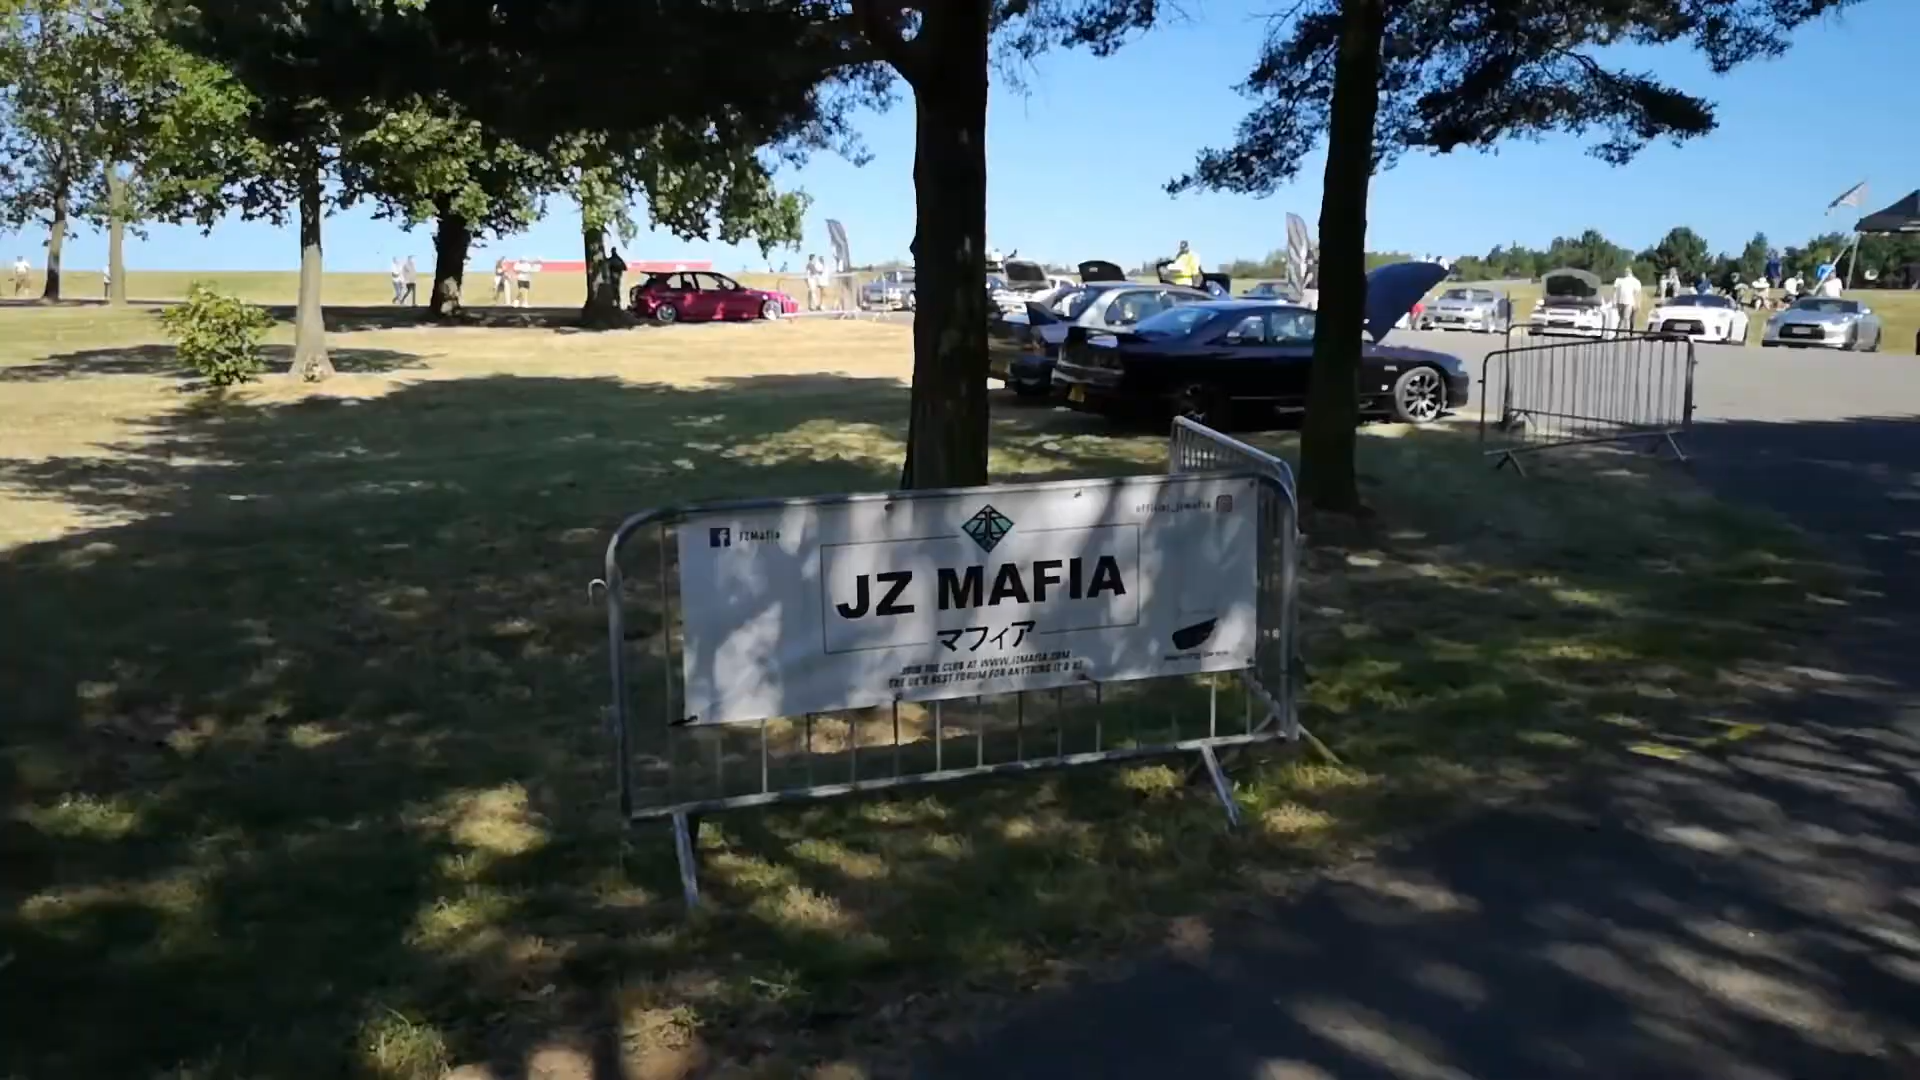 JZMafia
official_jzmafia
JZ MAFIA
マフィア
JOIN THE CLUB AT WWW.JZMAFIA.COM
THE UK'S BEST FORUM FOR ANYTHING